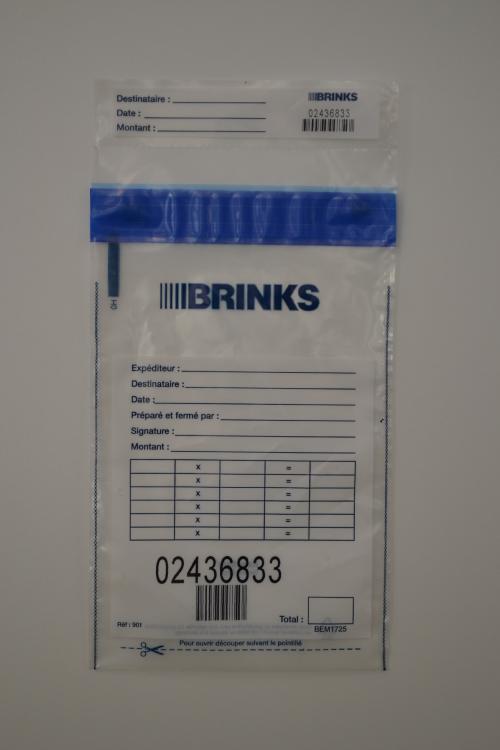 Destinataire :
BRINKS
Date :
02436833
Montant :
HO
BRINKS
Expéditeur :
Destinataire :
Date :
Préparé et fermé par :
Signature :
Montant :
x =
x =
x =
x =
x =
x =
02436833
Total :
Réf : 901
BEM1725
Pour ouvrir découper suivant le pointillé